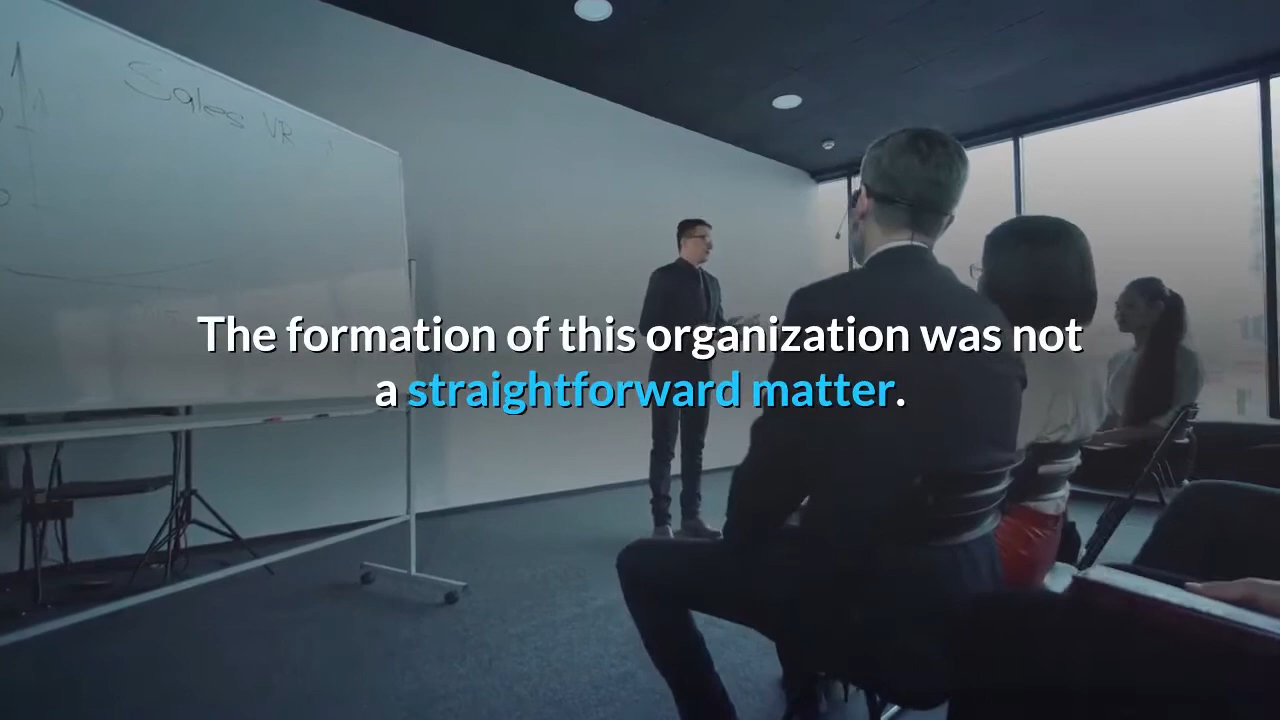 Sales VR
The formation of this organization was not
a straightforward matter.